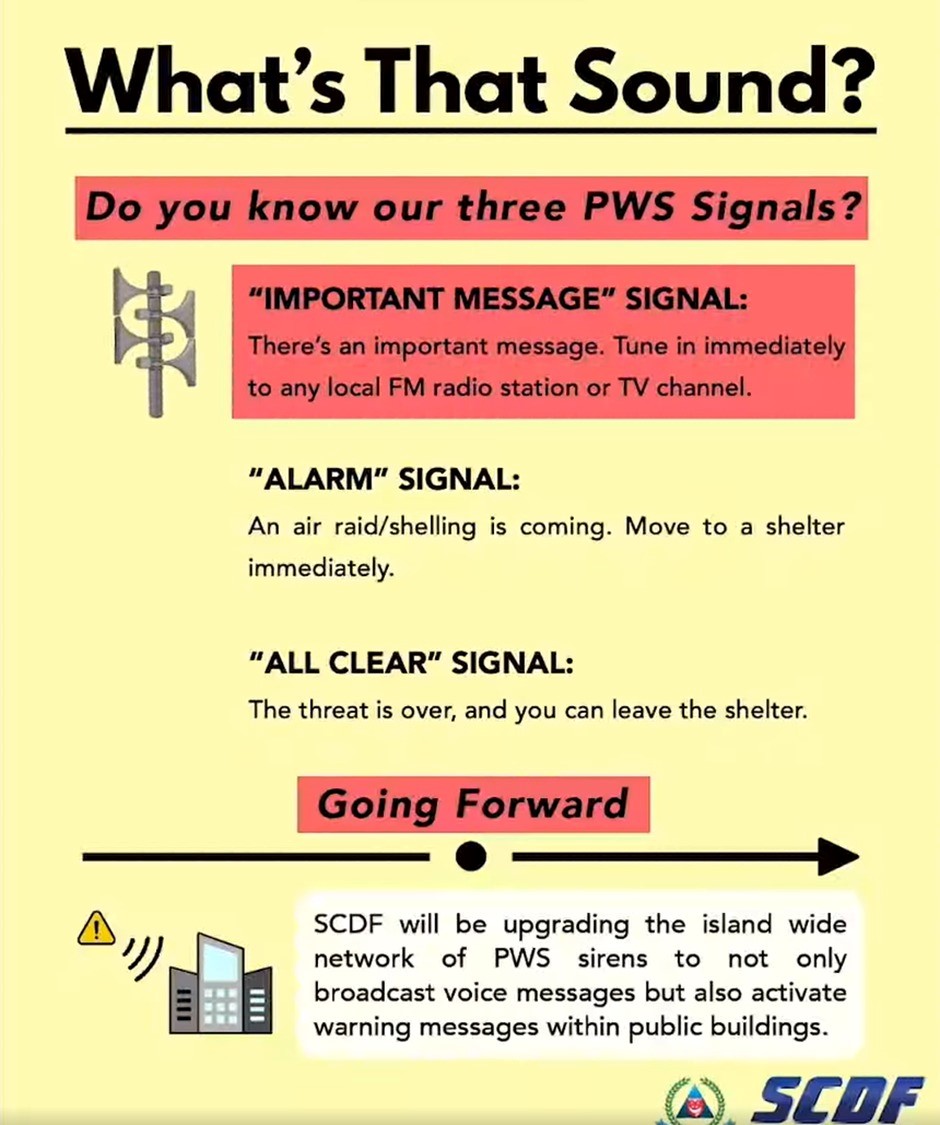 What's That Sound?
Do you know our three PWS Signals?
"IMPORTANT MESSAGE" SIGNAL:
There's an important message. Tune in immediately
to any local FM radio station or TV channel.
"ALARM" SIGNAL:
An air raid/shelling is coming. Move to a shelter
immediately.
"ALL CLEAR" SIGNAL:
The threat is over, and you can leave the shelter.
Going Forward
SCDF will be upgrading the island wide
network of PWS sirens to not only
broadcast voice messages but also activate
warning messages within public buildings.
SCDF